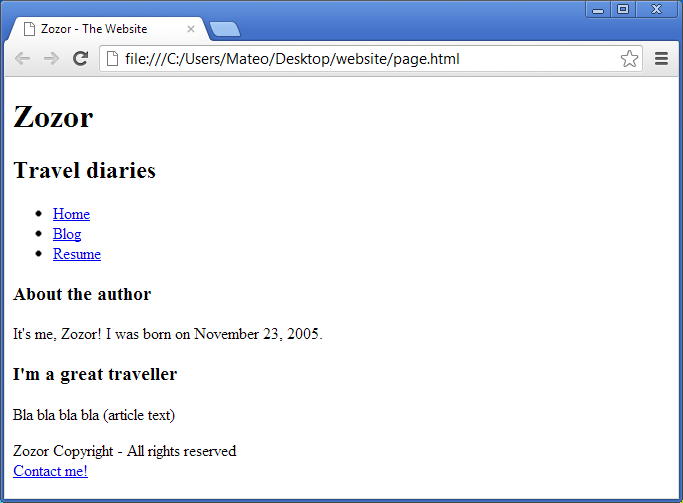 Zozor - The Website
file:///C:/Users/Mateo/Desktop/website/page.html
Zozor
Travel diaries
Home
Blog
Resume
About the author
It's me, Zozor! I was born on November 23, 2005.
I'm a great traveller
Bla bla bla bla (article text)
Zozor Copyright - All rights reserved
Contact me!